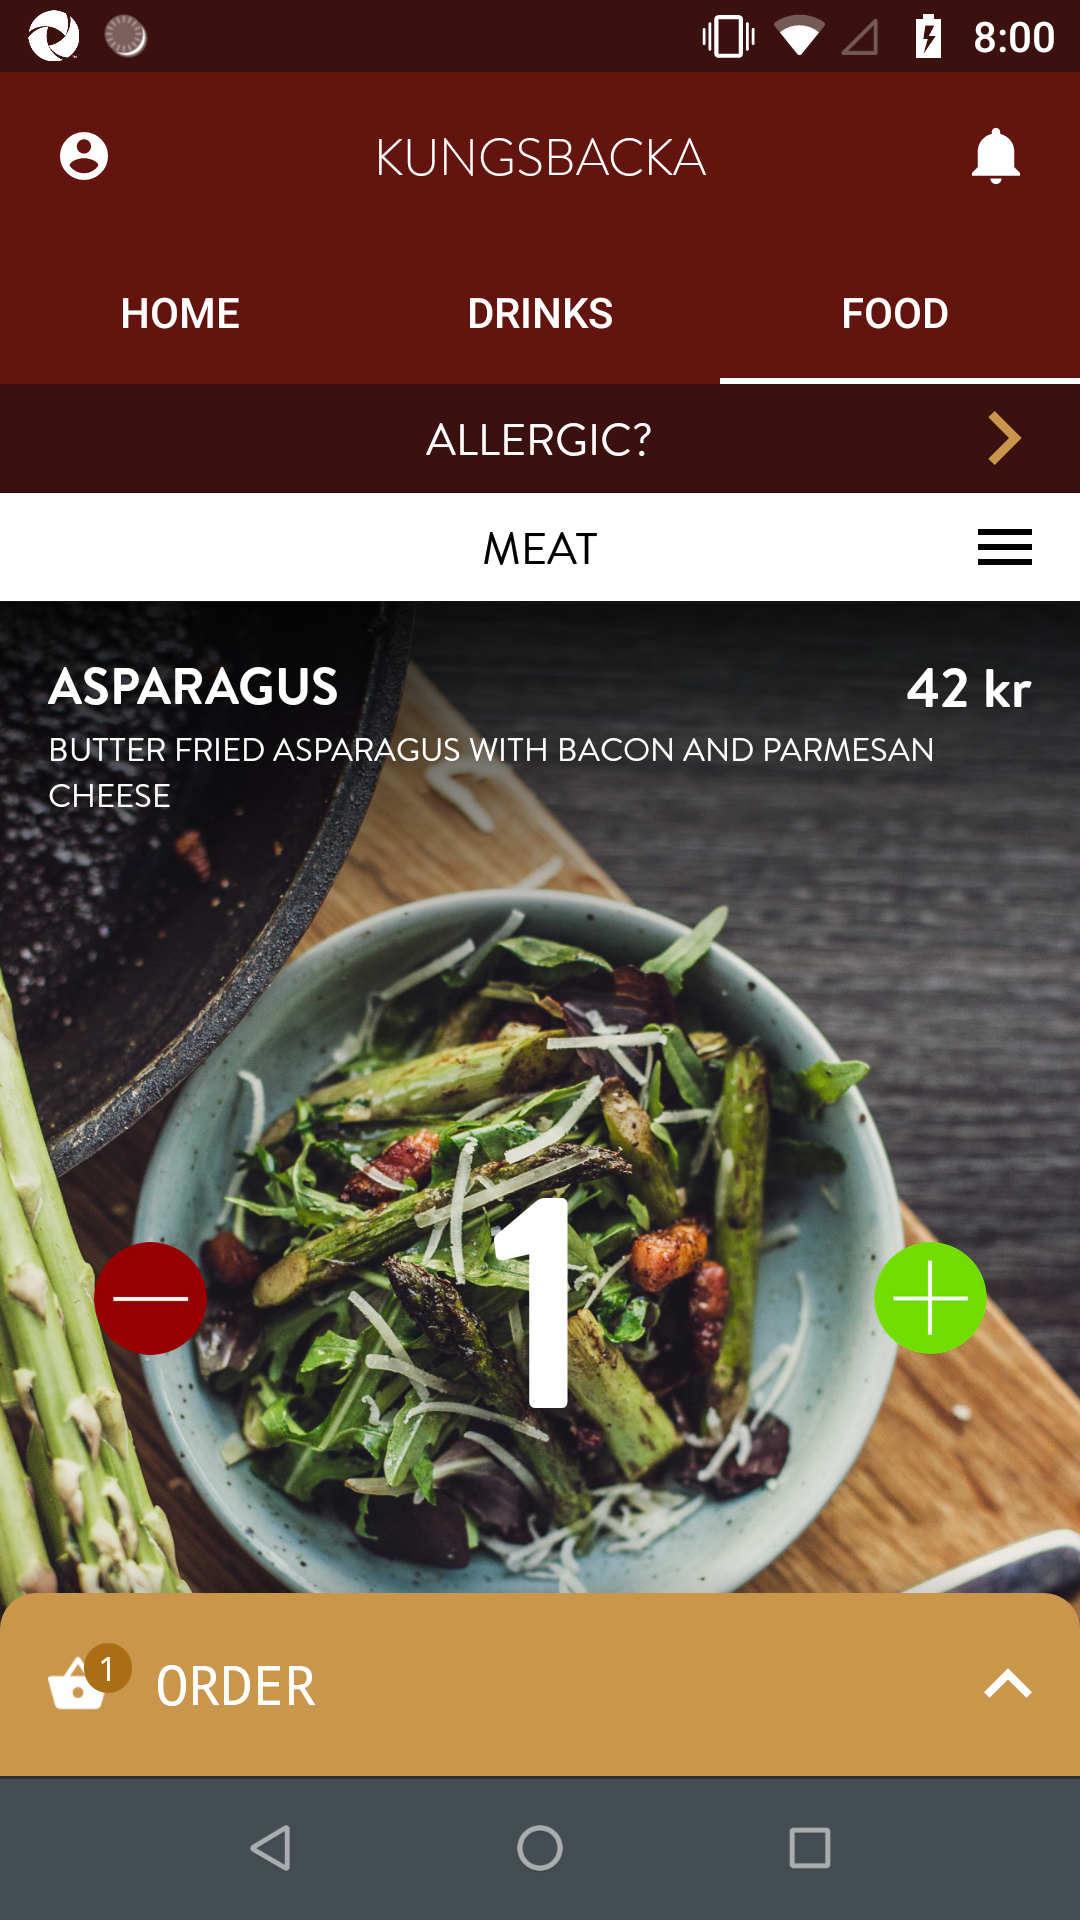 8:00
KUNGSBACKA
HOME DRINKS FOOD
ALLERGIC?
MEAT
ASPARAGUS 42 kr
BUTTER FRIED ASPARAGUS WITH BACON AND PARMESAN
CHEESE
1
1 ORDER